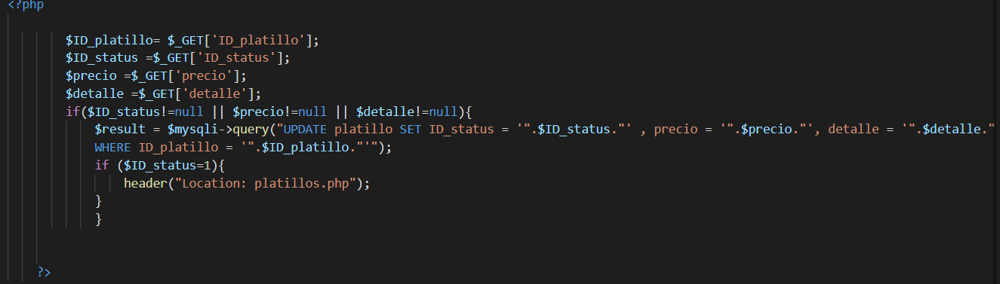 <?php
$ID_platillo= $_GET['ID_platillo'];
$ID_status =$_GET['ID_status'];
$precio =$_GET['precio'];
$detalle =$_GET['detalle'];
if($ID_status!=null || $precio!=null || $detalle!=null){
$result = $mysqli->query("UPDATE platillo SET ID_status = '".$ID_status."' , precio = '".$precio."', detalle = '".$detalle."
WHERE ID_platillo = '".$ID_platillo."'");
if ($ID_status=1){
header("Location: platillos.php");
}
}
?>